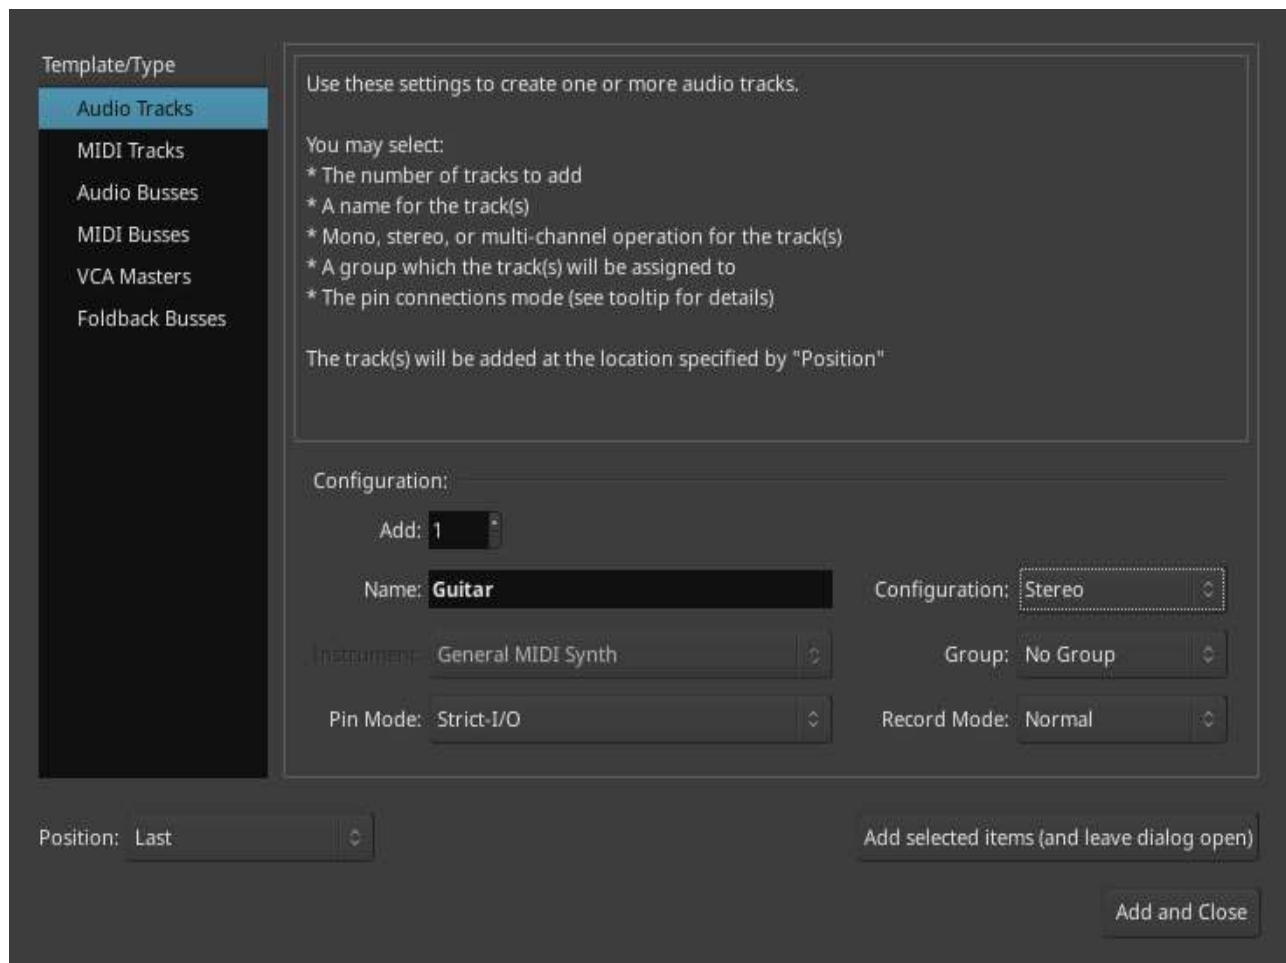 Template/Type
Audio Tracks
MIDI Tracks
Audio Busses
MIDI Busses
VCA Masters
Foldback Busses
Use these settings to create one or more audio tracks.
You may select:
* The number of tracks to add
* A name for the track(s)
* Mono, stereo, or multi-channel operation for the track(s)
* A group which the track(s) will be assigned to
* The pin connections mode (see tooltip for details)
The track(s) will be added at the location specified by "Position"
Configuration:
Add: 1
Name: Guitar Configuration: Stereo
Instrument: General MIDI Synth Group: No Group
Pin Mode: Strict-I/O Record Mode: Normal
Position: Last Add selected items (and leave dialog open)
Add and Close